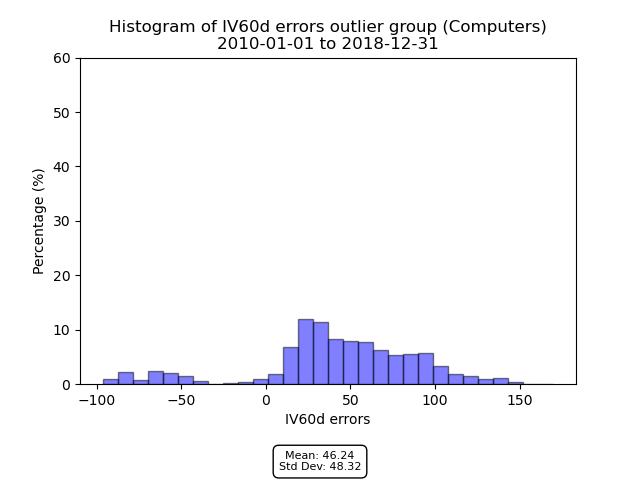 Histogram of IV60d errors outlier group (Computers)
2010-01-01 to 2018-12-31
60
50
40
30
20
10
0
Percentage (%)
−100 −50 0 50 100 150
IV60d errors
Mean: 46.24
Std Dev: 48.32